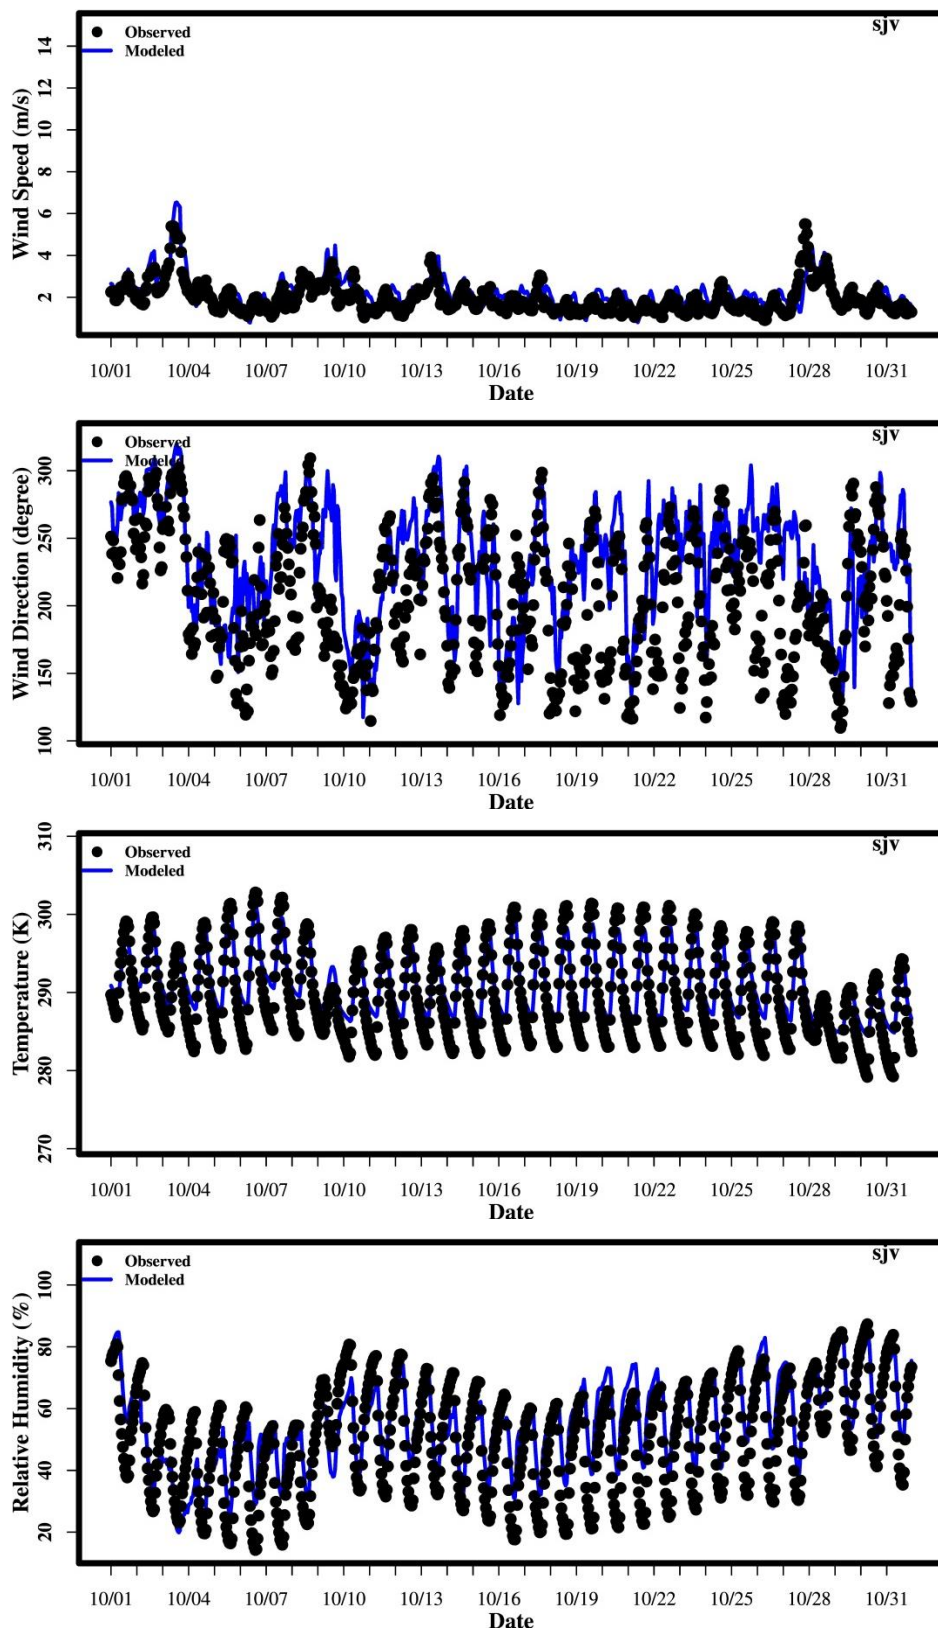 sjv
Observed
Modeled
Wind Speed (m/s)
14
12
10
8
6
4
2
10/01 10/04 10/07 10/10 10/13 10/16 10/19 10/22 10/25 10/28 10/31
Date
sjv
Observed
Modeled
Wind Direction (degree)
300
250
200
150
100
10/01 10/04 10/07 10/10 10/13 10/16 10/19 10/22 10/25 10/28 10/31
Date
sjv
Observed
Modeled
Temperature (K)
310
300
290
280
270
10/01 10/04 10/07 10/10 10/13 10/16 10/19 10/22 10/25 10/28 10/31
Date
sjv
Observed
Modeled
Relative Humidity (%)
100
80
60
40
20
10/01 10/04 10/07 10/10 10/13 10/16 10/19 10/22 10/25 10/28 10/31
Date